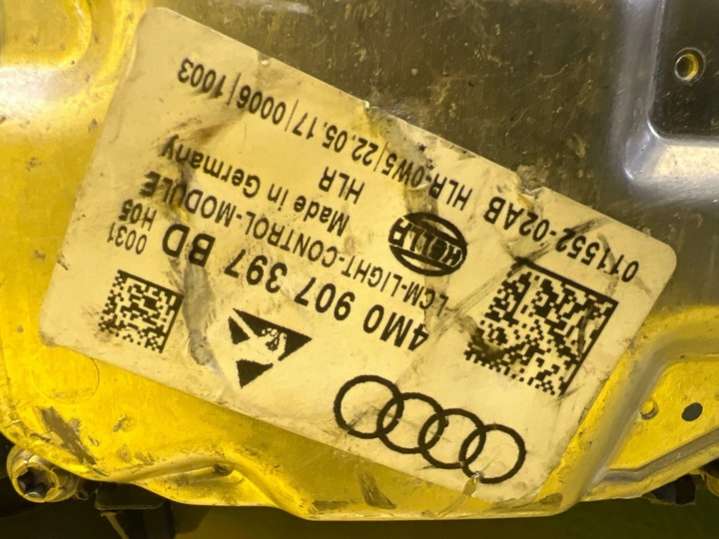 4M0 907 397 BD
0031
H05
LCM-LIGHT-CONTROL-MODULE
Made in Germany
HELLA
HLR
011552-02AB HLR-0W5|22.05.17|0006|1003